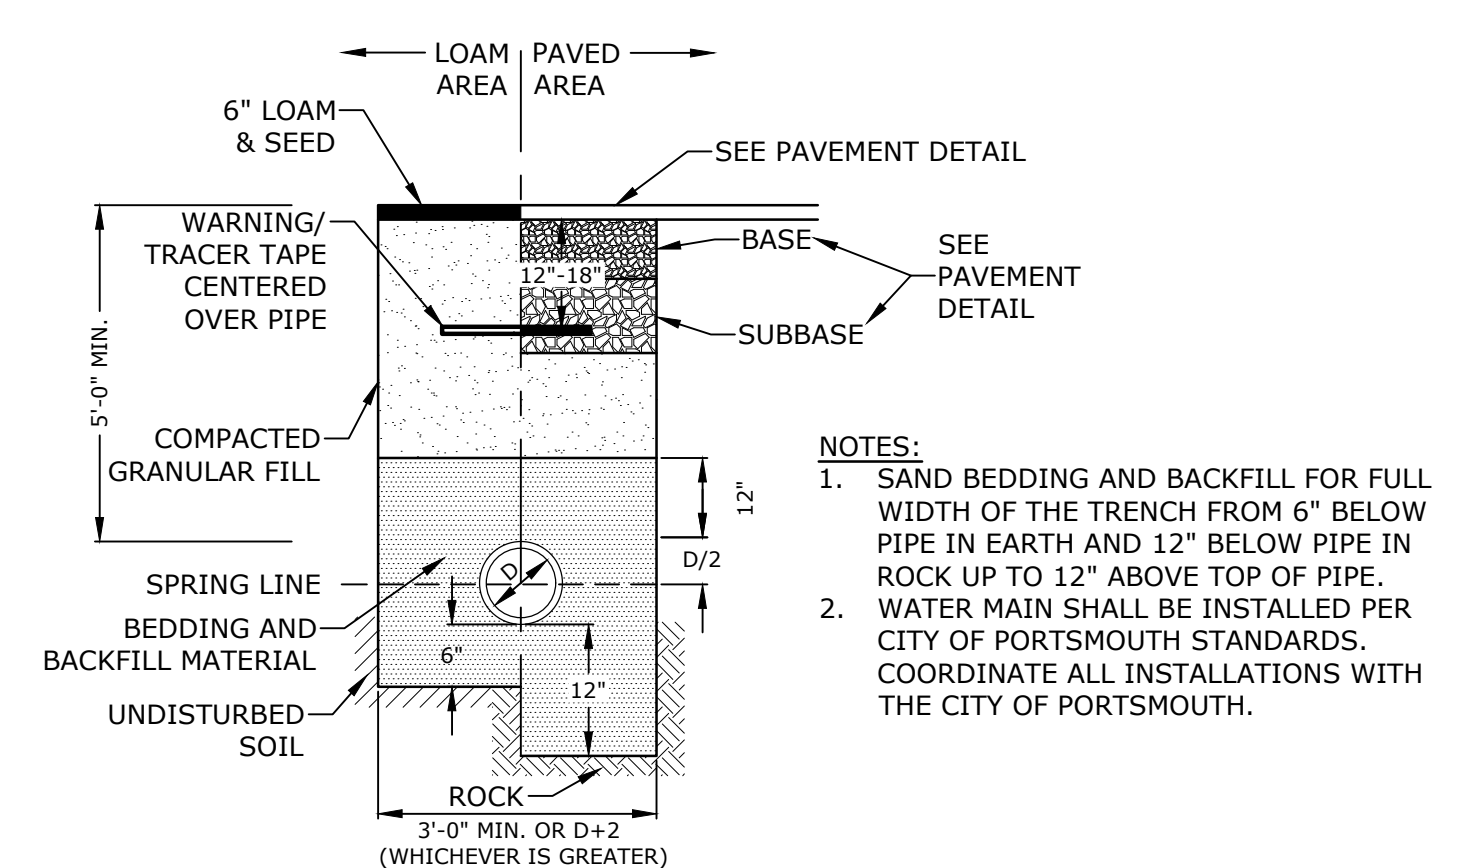 LOAM
AREA
PAVED
AREA
6" LOAM
& SEED
SEE PAVEMENT DETAIL
WARNING/
TRACER TAPE
CENTERED
OVER PIPE
BASE
12"-18"
SEE
PAVEMENT
DETAIL
SUBBASE
5'-0" MIN.
COMPACTED
GRANULAR FILL
12"
D/2
D
SPRING LINE
BEDDING AND
BACKFILL MATERIAL
6"
12"
UNDISTURBED
SOIL
ROCK
3'-0" MIN. OR D+2
(WHICHEVER IS GREATER)
NOTES:
1. SAND BEDDING AND BACKFILL FOR FULL
WIDTH OF THE TRENCH FROM 6" BELOW
PIPE IN EARTH AND 12" BELOW PIPE IN
ROCK UP TO 12" ABOVE TOP OF PIPE.
2. WATER MAIN SHALL BE INSTALLED PER
CITY OF PORTSMOUTH STANDARDS.
COORDINATE ALL INSTALLATIONS WITH
THE CITY OF PORTSMOUTH.